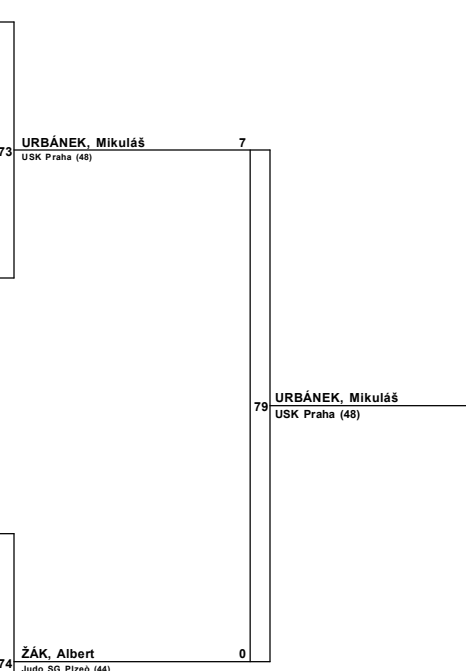 73
URBÁNEK, Mikuláš 7
USK Praha (48)
79
URBÁNEK, Mikuláš
USK Praha (48)
74
ŽÁK, Albert 0
Judo SG Plzeò (44)